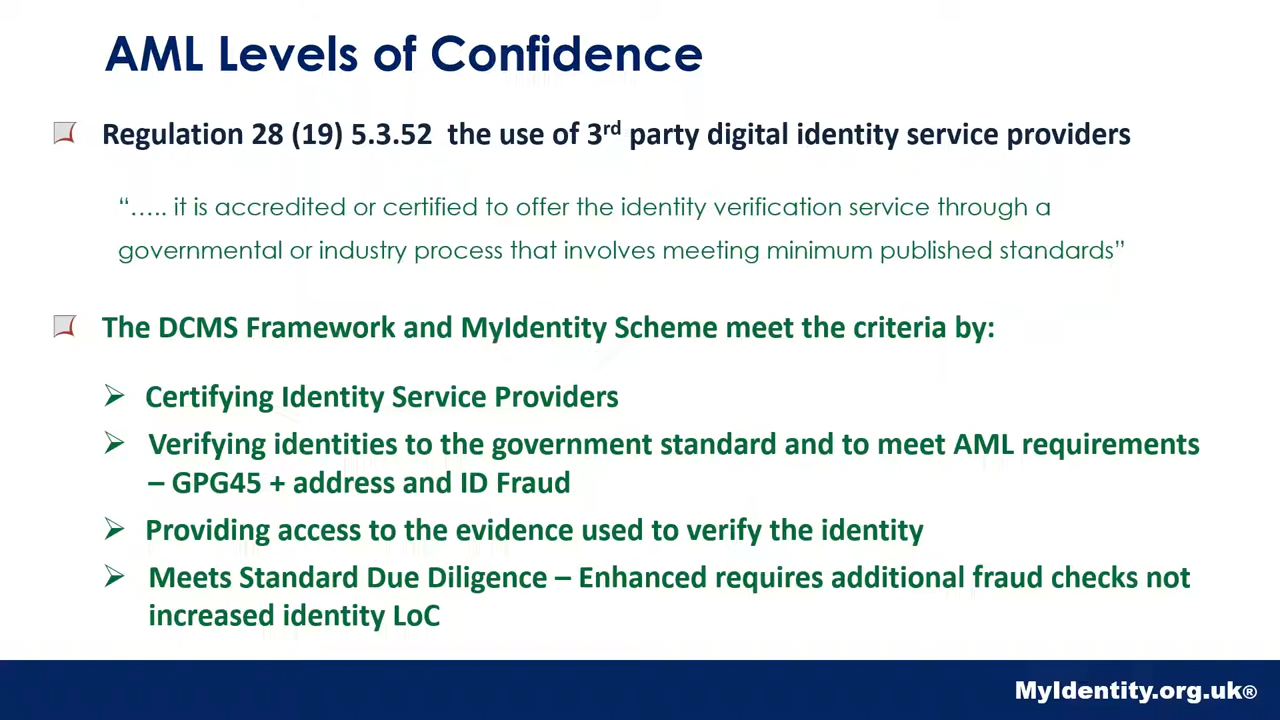 AML Levels of Confidence
Regulation 28 (19) 5.3.52 the use of 3rd party digital identity service providers
“….. it is accredited or certified to offer the identity verification service through a
governmental or industry process that involves meeting minimum published standards”
The DCMS Framework and MyIdentity Scheme meet the criteria by:
Certifying Identity Service Providers
Verifying identities to the government standard and to meet AML requirements
– GPG45 + address and ID Fraud
Providing access to the evidence used to verify the identity
Meets Standard Due Diligence – Enhanced requires additional fraud checks not
increased identity LoC
MyIdentity.org.uk®